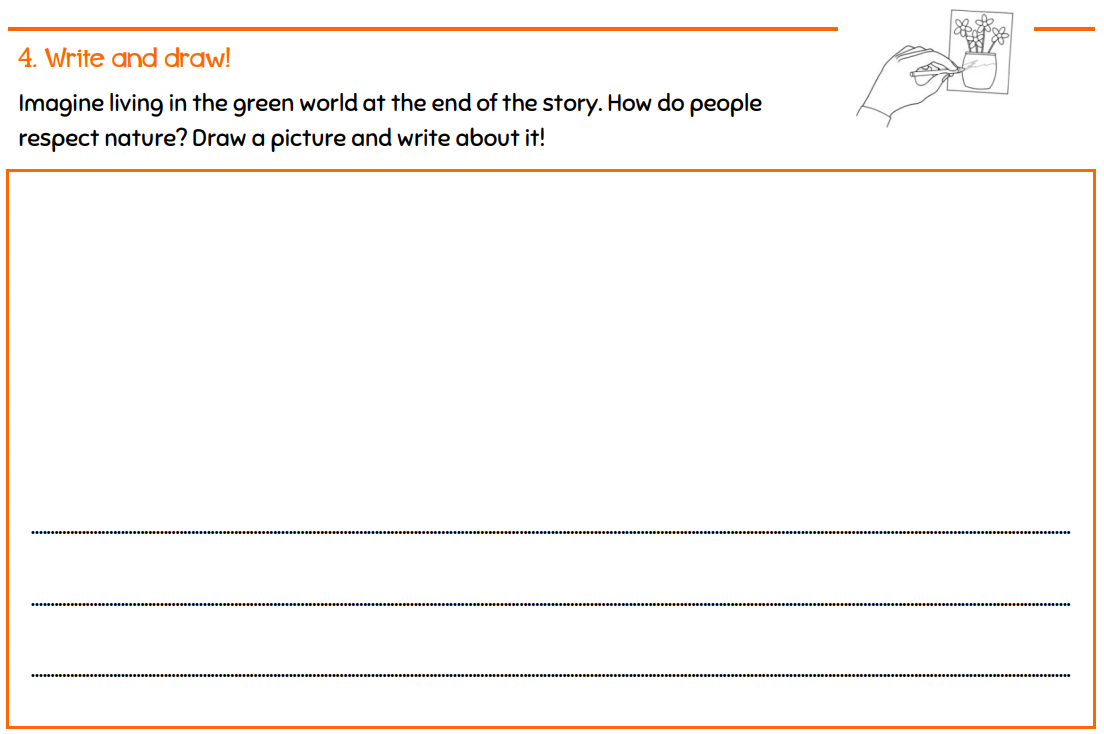 4. Write and draw!
Imagine living in the green world at the end of the story. How do people
respect nature? Draw a picture and write about it!